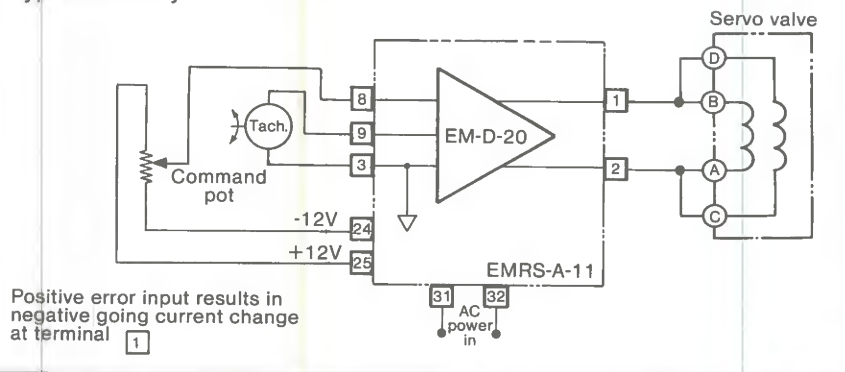 Servo valve
D
8
1
B
Tach.
9
EM-D-20
3
2
A
Command
pot
C
-12V
24
+12V
25
EMRS-A-11
31
32
AC
power
in
Positive error input results in
negative going current change
at terminal 1